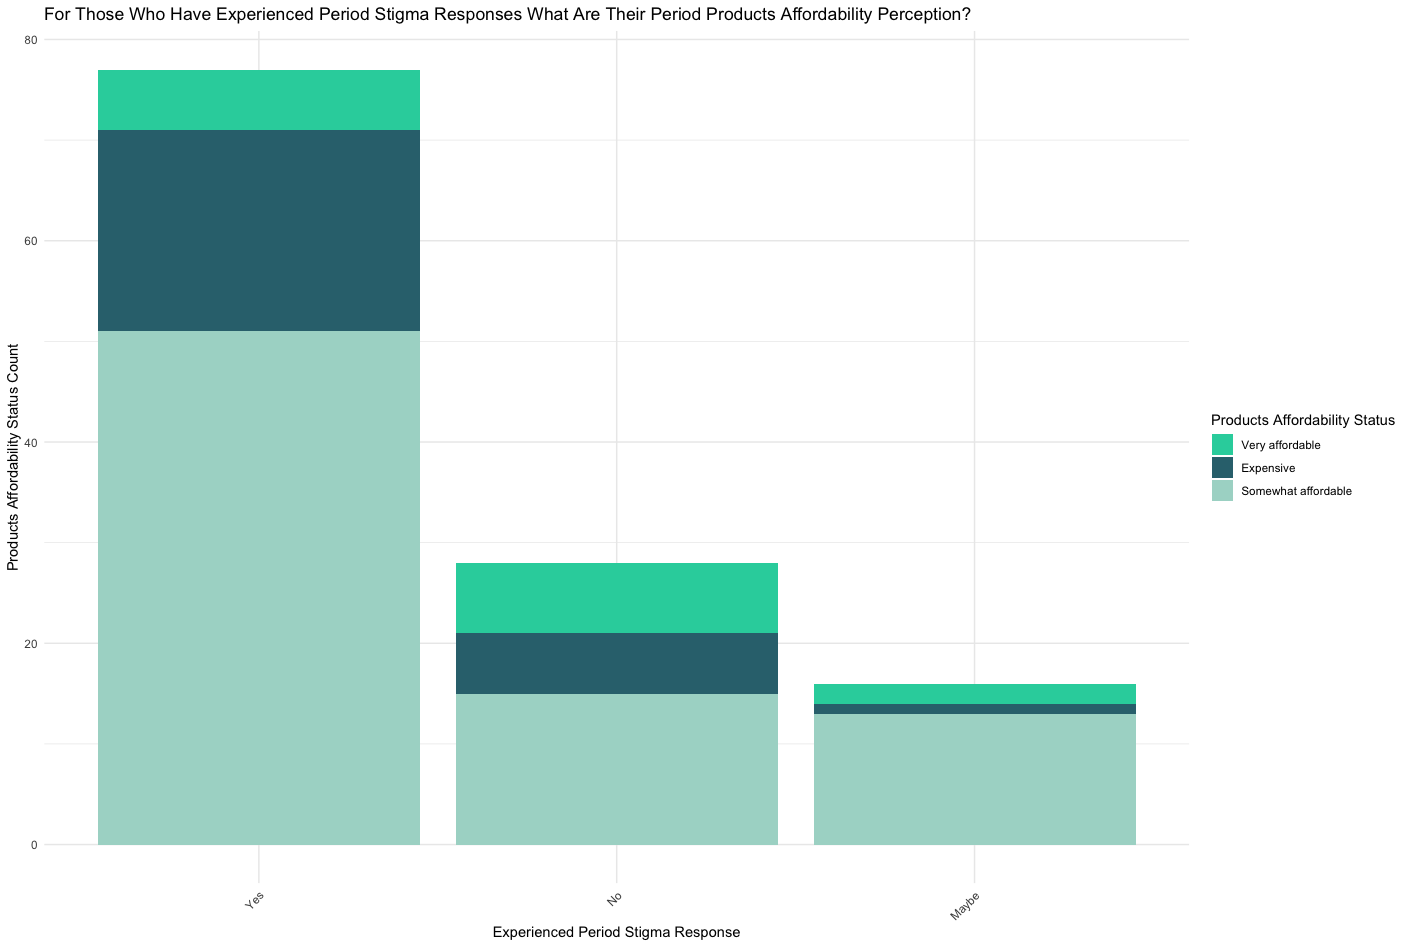 For Those Who Have Experienced Period Stigma Responses What Are Their Period Products Affordability Perception?
80
60
40
20
0
Products Affordability Status Count
Yes
No
Maybe
Experienced Period Stigma Response
Products Affordability Status
Very affordable
Expensive
Somewhat affordable